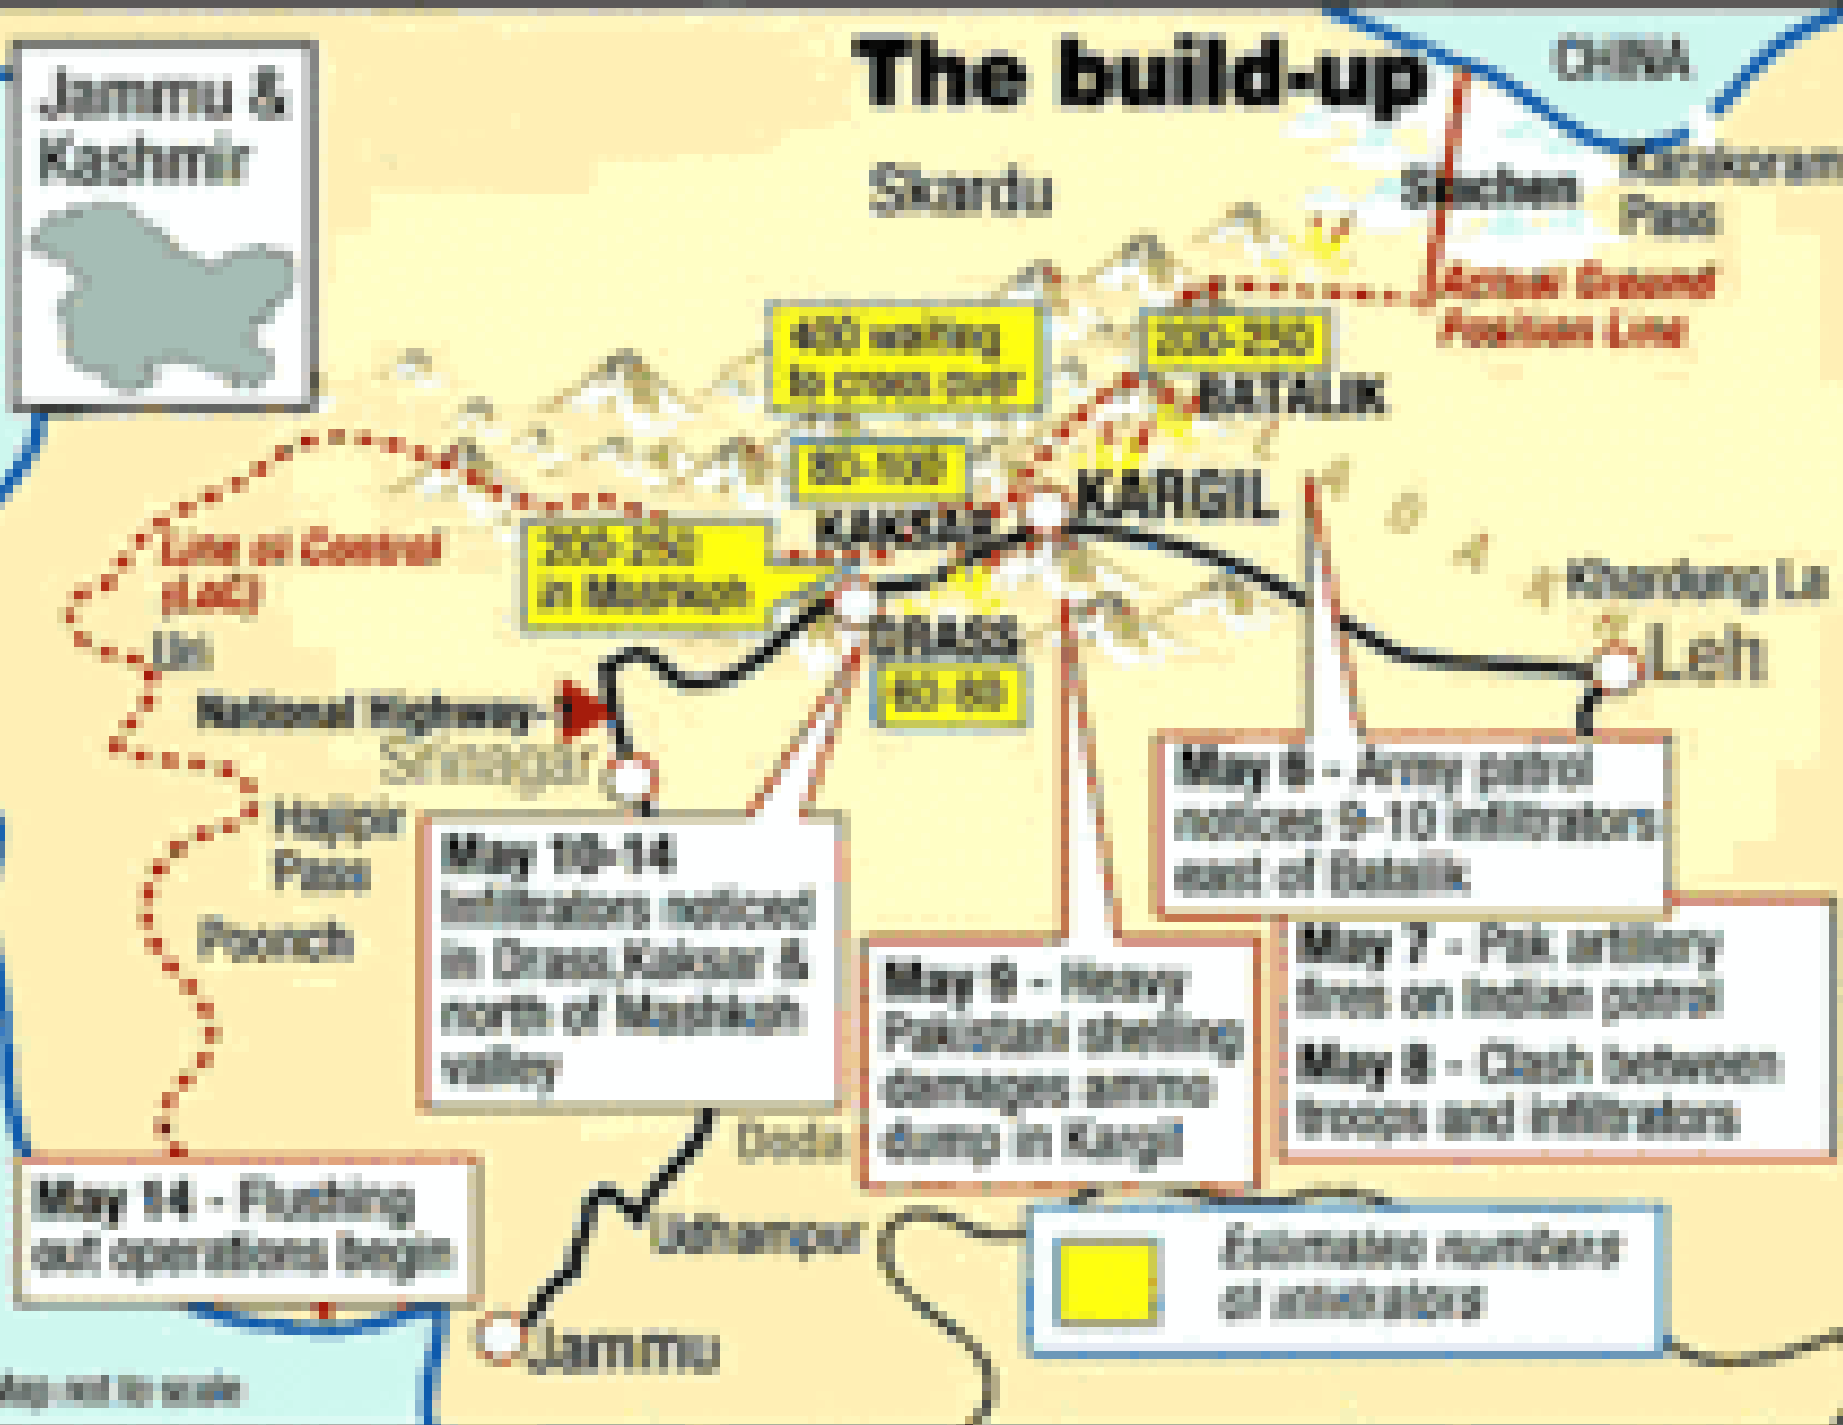 The build-up
CHINA
Jammu &
Kashmir
Skardu
Siachen
Karakoram
Pass
Actual Ground
Position Line
400 waiting
to cross over
200-250
BATALIK
80-100
KAKSAR
KARGIL
Line of Control
(LoC)
200-250
in Mashkoh
Khardung La
Leh
Uri
DRASS
60-80
National Highway-
Srinagar
Hajipir
Pass
Poonch
May 6 - Army patrol
notices 9-10 infiltrators
east of Batalik
May 10-14
Infiltrators noticed
in Drass,Kaksar &
north of Mashkoh
valley
May 9 - Heavy
Pakistani shelling
damages ammo
dump in Kargil
May 7 - Pak artillery
fires on Indian patrol
May 8 - Clash between
troops and infiltrators
Doda
May 14 - Flushing
out operations begin
Udhampur
Jammu
Estimated numbers
of infiltrators
Map not to scale